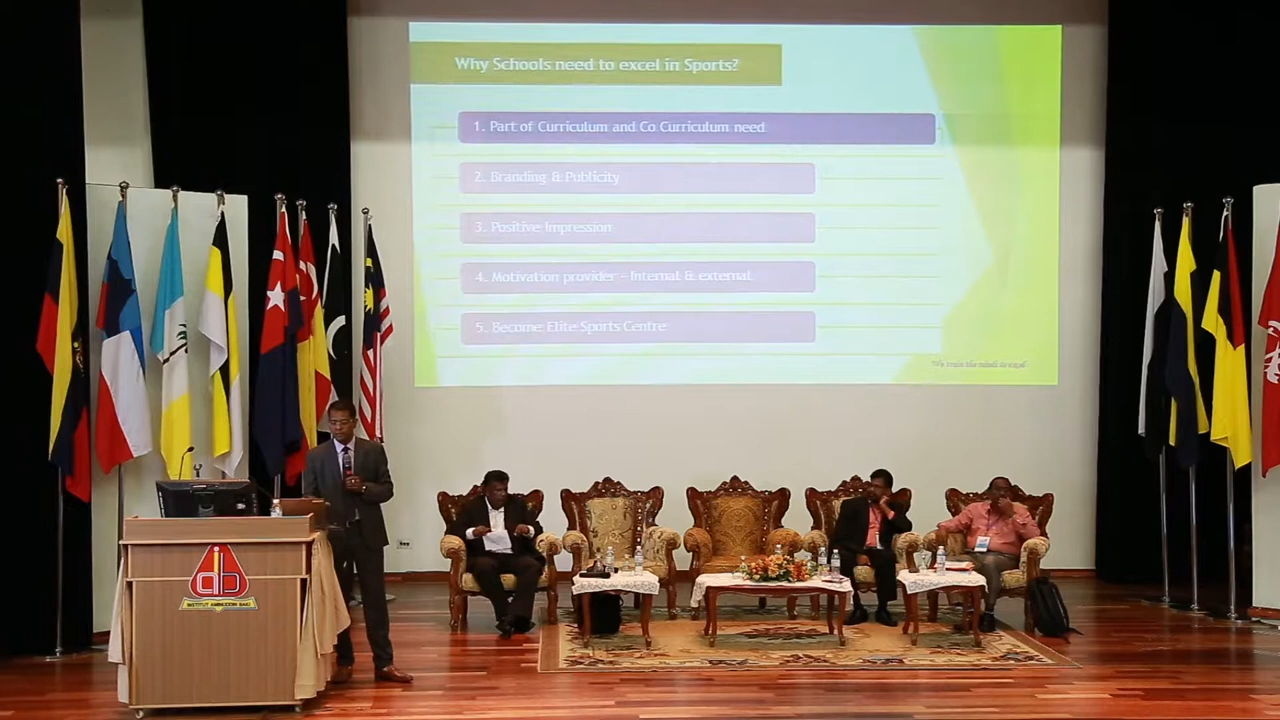 Why Schools need to excel in Sports?
1. Part of Curriculum and Co Curriculum need
2. Branding & Publicity
3. Positive Impression
4. Motivation provider – Internal & external
5. Become Elite Sports Centre
INSTITUT AMINUDDIN BAKI